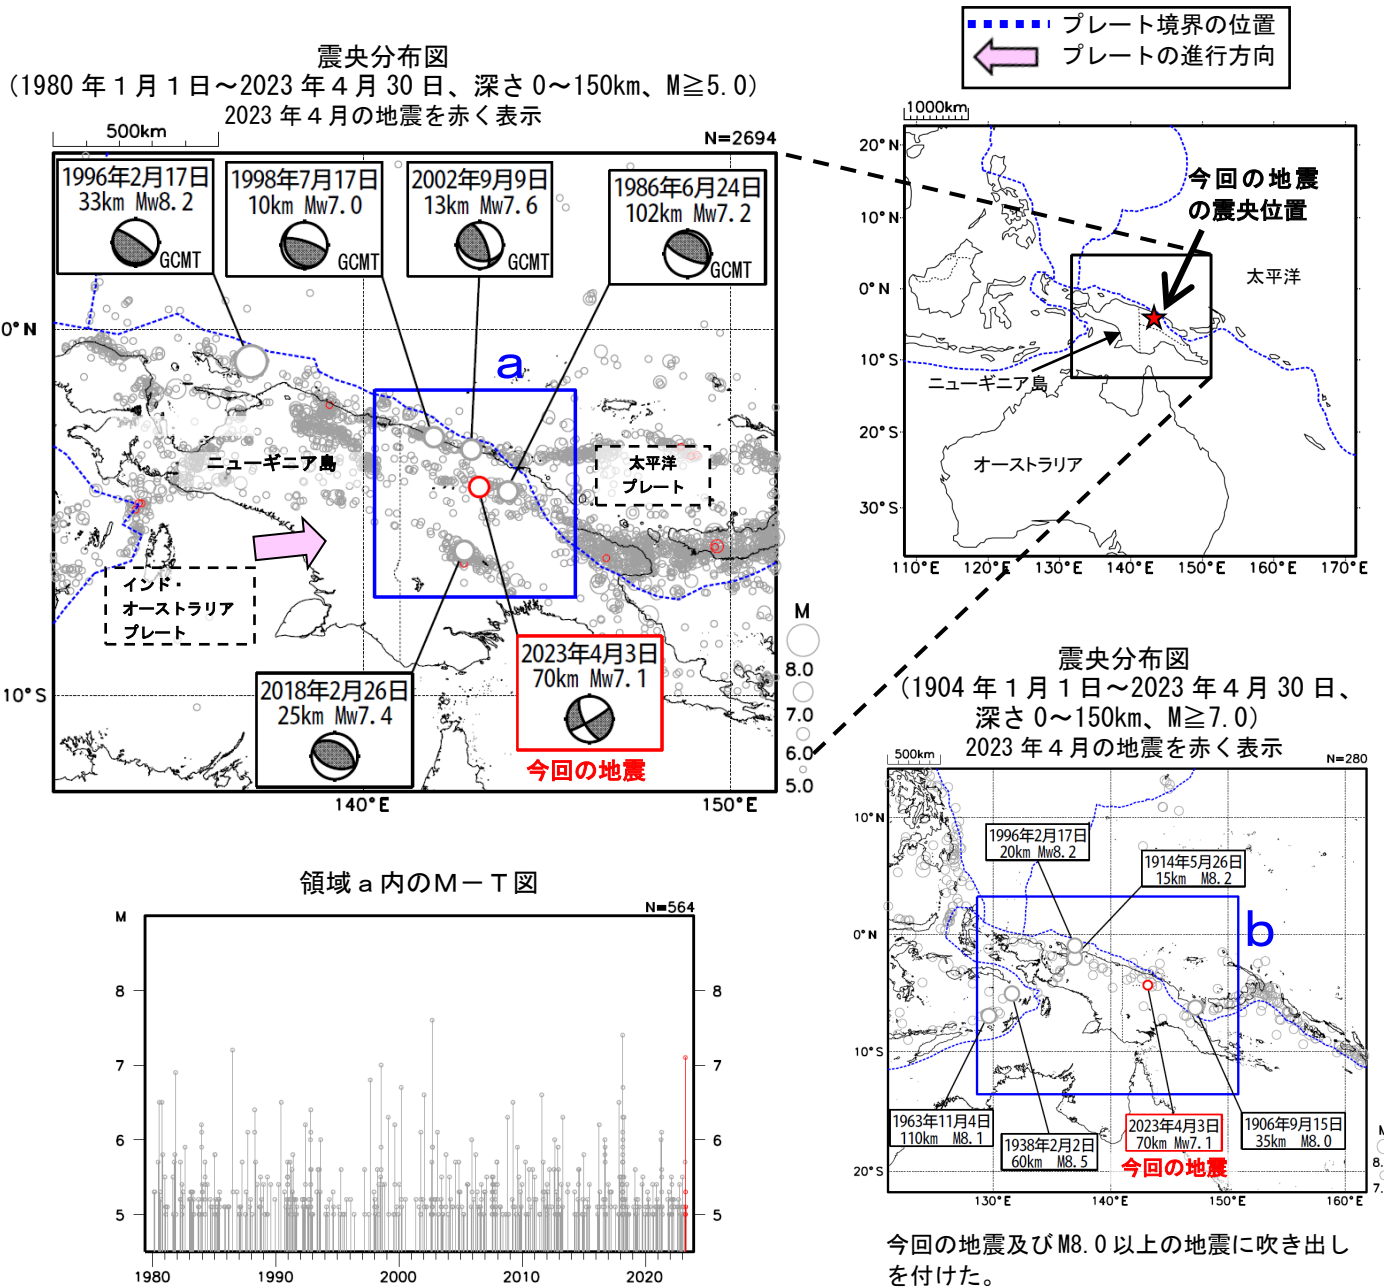 プレート境界の位置
プレートの進行方向
震央分布図
(1980年1月1日～2023年4月30日、深さ0～150km、M≧5.0)
2023年4月の地震を赤く表示
500km
N=2694
1996年2月17日
33km Mw8.2
GCMT
1998年7月17日
10km Mw7.0
GCMT
2002年9月9日
13km Mw7.6
GCMT
1986年6月24日
102km Mw7.2
GCMT
0°N
10°S
a
ニューギニア島
太平洋
プレート
インド・
オーストラリア
プレート
2018年2月26日
25km Mw7.4
2023年4月3日
70km Mw7.1
今回の地震
140°E
150°E
M
8.0
7.0
6.0
5.0
1000km
20°N
10°N
0°N
10°S
20°S
30°S
今回の地震
の震央位置
太平洋
ニューギニア島
オーストラリア
110°E
120°E
130°E
140°E
150°E
160°E
170°E
震央分布図
(1904年1月1日～2023年4月30日、
深さ0～150km、M≧7.0)
2023年4月の地震を赤く表示
500km
N=280
10°N
0°N
10°S
20°S
1996年2月17日
20km Mw8.2
1914年5月26日
15km M8.2
b
1963年11月4日
110km M8.1
1938年2月2日
60km M8.5
2023年4月3日
70km Mw7.1
今回の地震
1906年9月15日
35km M8.0
130°E
140°E
150°E
160°E
M
8.
7.
今回の地震及びM8.0以上の地震に吹き出し
を付けた。
領域a内のM－T図
M
N=564
8
7
6
5
8
7
6
5
1980
1990
2000
2010
2020